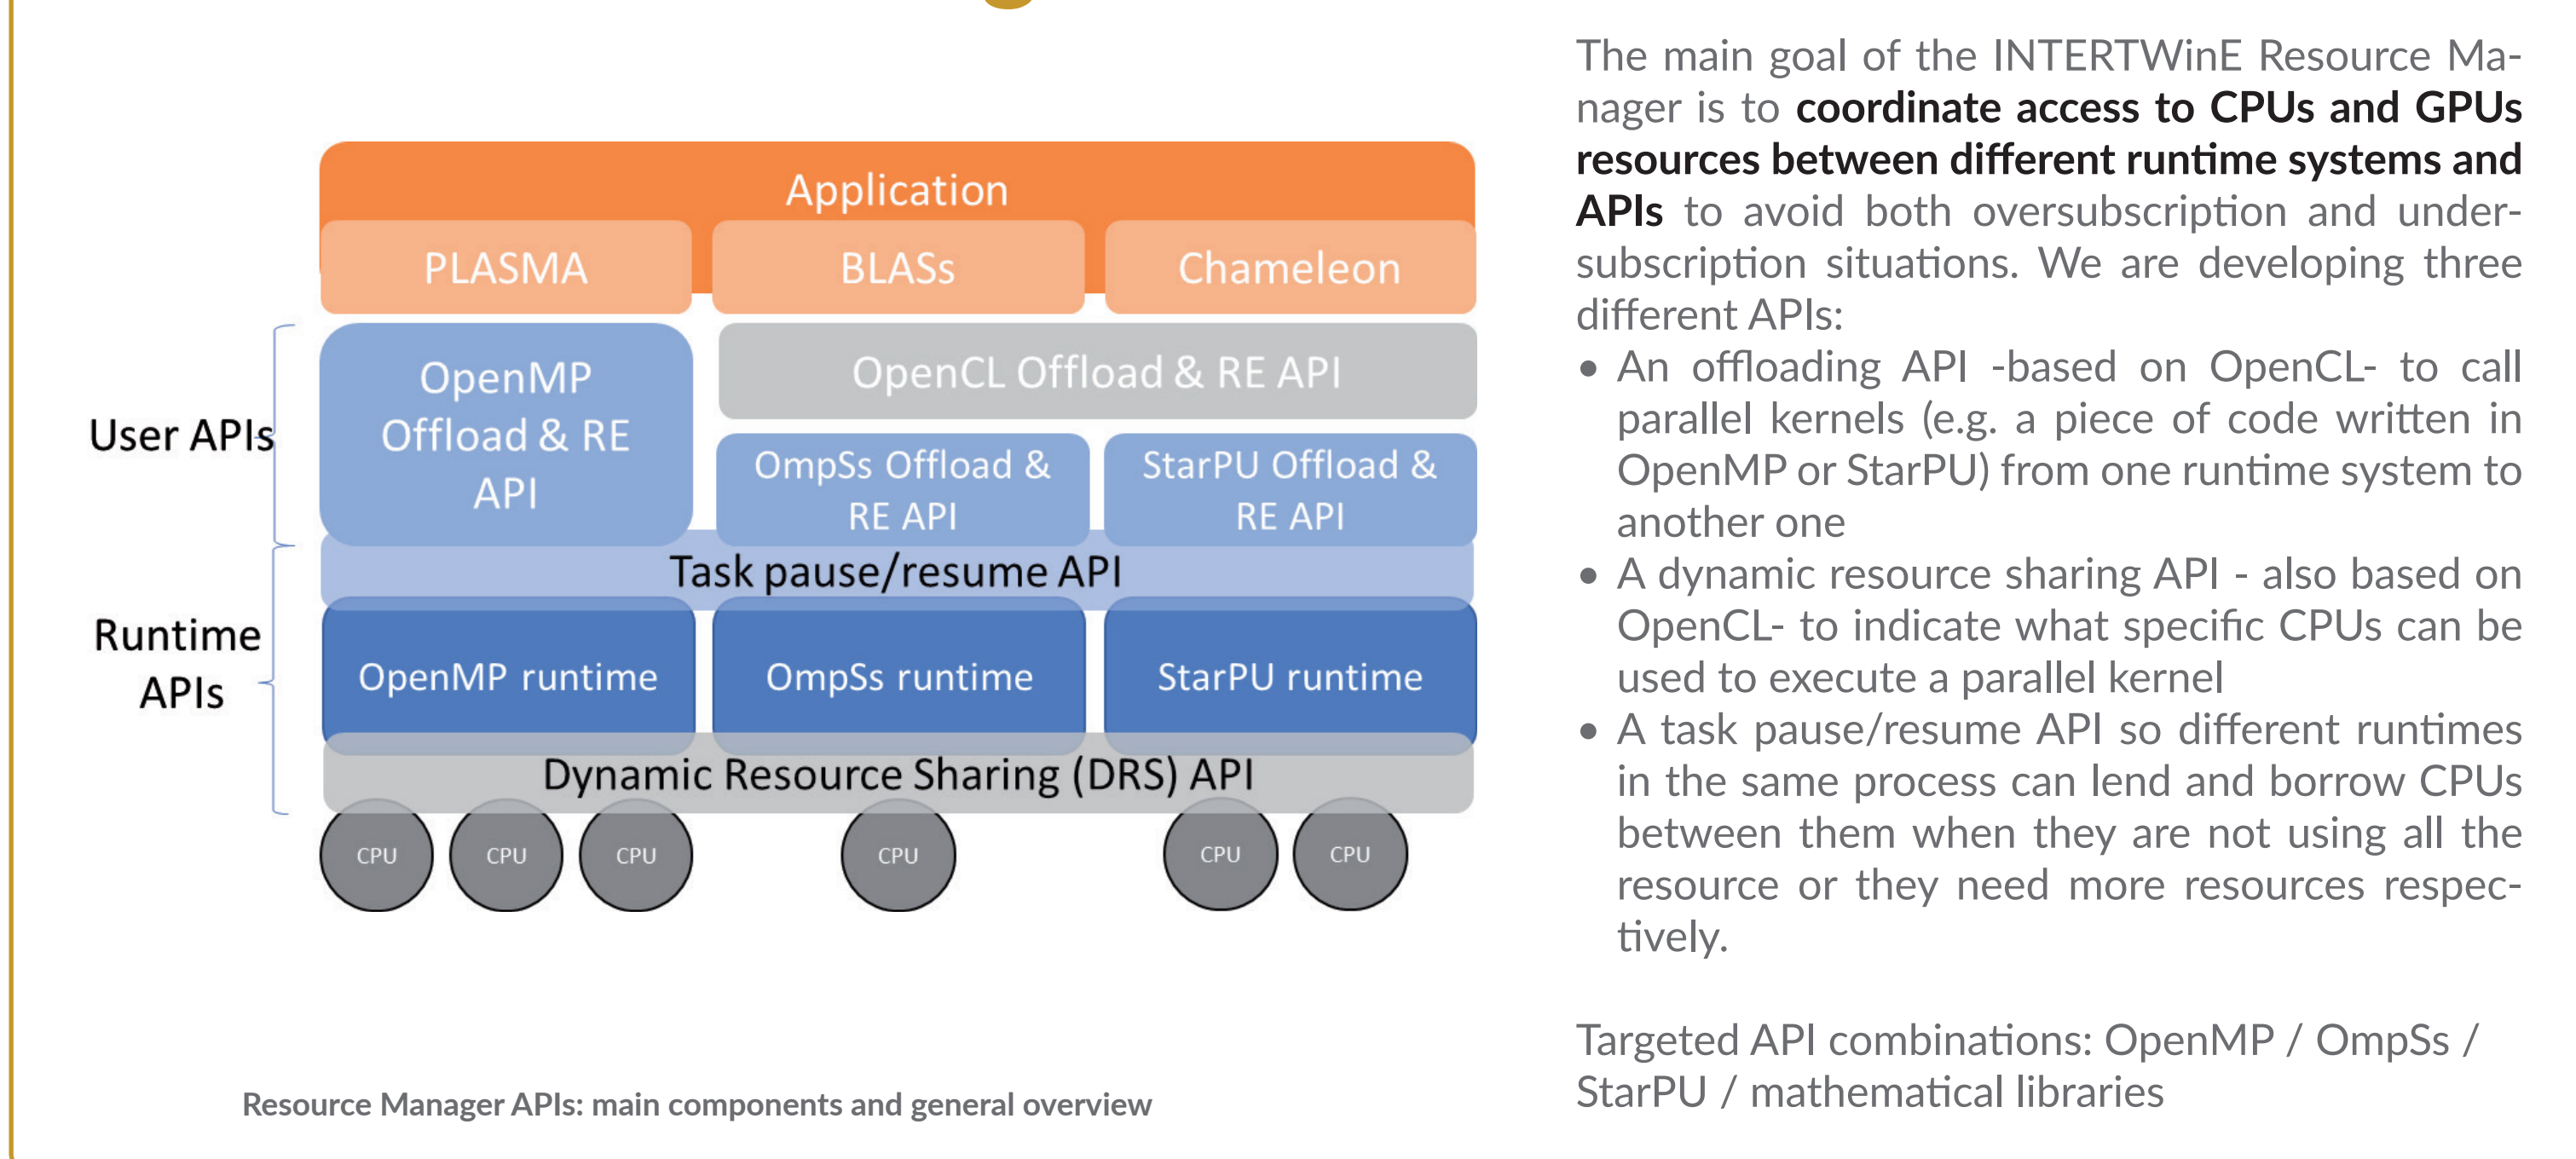 Application
PLASMA
BLASs
Chameleon
User APIs
OpenMP
Offload & RE
API
OpenCL Offload & RE API
OmpSs Offload &
RE API
StarPU Offload &
RE API
Task pause/resume API
Runtime
APIs
OpenMP runtime
OmpSs runtime
StarPU runtime
Dynamic Resource Sharing (DRS) API
CPU
CPU
CPU
CPU
CPU
CPU
Resource Manager APIs: main components and general overview
The main goal of the INTERTWinE Resource Ma-
nager is to coordinate access to CPUs and GPUs
resources between different runtime systems and
APIs to avoid both oversubscription and under-
subscription situations. We are developing three
different APIs:
• An offloading API -based on OpenCL- to call
parallel kernels (e.g. a piece of code written in
OpenMP or StarPU) from one runtime system to
another one
• A dynamic resource sharing API - also based on
OpenCL- to indicate what specific CPUs can be
used to execute a parallel kernel
• A task pause/resume API so different runtimes
in the same process can lend and borrow CPUs
between them when they are not using all the
resource or they need more resources respec-
tively.
Targeted API combinations: OpenMP / OmpSs /
StarPU / mathematical libraries